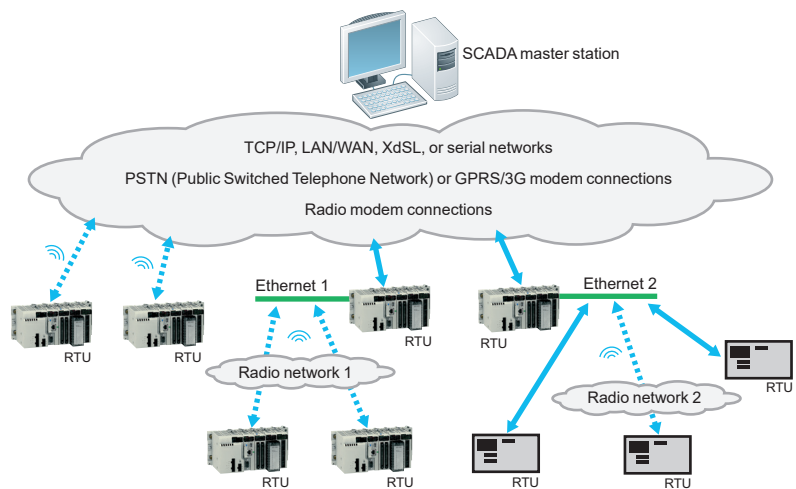 SCADA master station
TCP/IP, LAN/WAN, XdSL, or serial networks
PSTN (Public Switched Telephone Network) or GPRS/3G modem connections
Radio modem connections
Ethernet 1
Ethernet 2
RTU
RTU
RTU
RTU
Radio network 1
RTU
Radio network 2
RTU
RTU
RTU
RTU